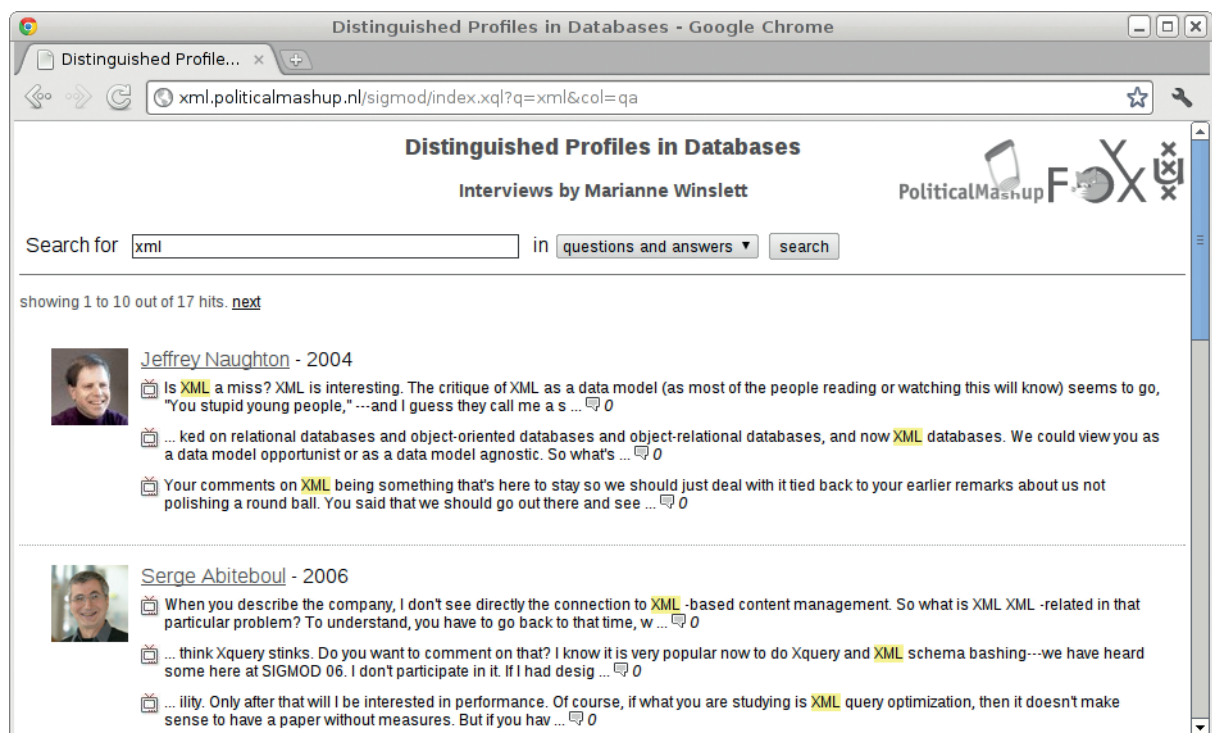 Distinguished Profiles in Databases - Google Chrome
Distinguished Profile...
xml.politicalmashup.nl/sigmod/index.xql?q=xml&col=qa
Distinguished Profiles in Databases
Interviews by Marianne Winslett
PoliticalMashup FOXY
Search for xml in questions and answers search
showing 1 to 10 out of 17 hits. next
Jeffrey Naughton - 2004
Is XML a miss? XML is interesting. The critique of XML as a data model (as most of the people reading or watching this will know) seems to go,
"You stupid young people," ---and I guess they call me a s ... 0
... ked on relational databases and object-oriented databases and object-relational databases, and now XML databases. We could view you as
a data model opportunist or as a data model agnostic. So what's ... 0
Your comments on XML being something that's here to stay so we should just deal with it tied back to your earlier remarks about us not
polishing a round ball. You said that we should go out there and see ... 0
Serge Abiteboul - 2006
When you describe the company, I don't see directly the connection to XML -based content management. So what is XML XML -related in that
particular problem? To understand, you have to go back to that time, w ... 0
... think Xquery stinks. Do you want to comment on that? I know it is very popular now to do Xquery and XML schema bashing---we have heard
some here at SIGMOD 06. I don't participate in it. If I had desig ... 0
... ility. Only after that will I be interested in performance. Of course, if what you are studying is XML query optimization, then it doesn't make
sense to have a paper without measures. But if you hav ... 0